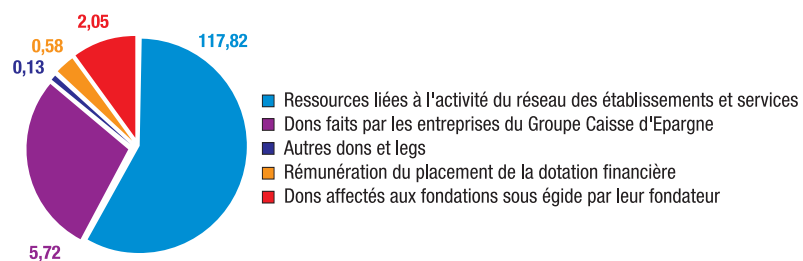 2,05
117,82
0,58
0,13
5,72
Ressources liées à l'activité du réseau des établissements et services
Dons faits par les entreprises du Groupe Caisse d'Epargne
Autres dons et legs
Rémunération du placement de la dotation financière
Dons affectés aux fondations sous égide par leur fondateur